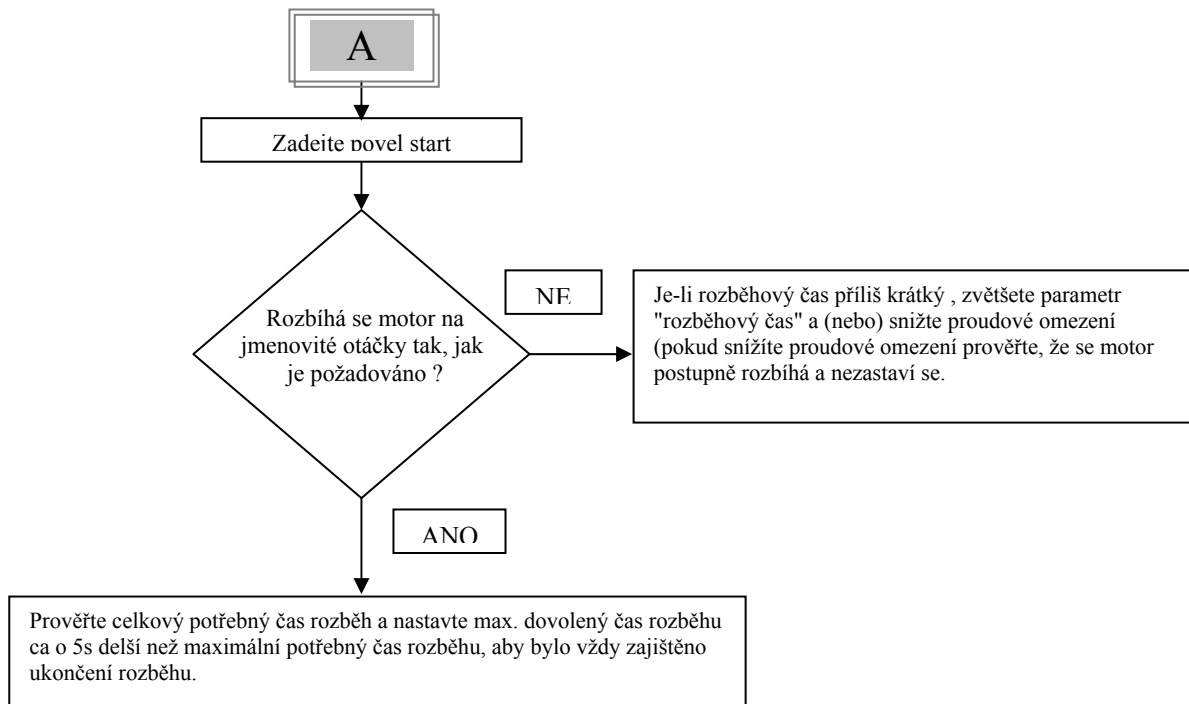 A
Zadejte povel start
NE
Rozbíhá se motor na
jmenovité otáčky tak, jak
je požadováno ?
Je-li rozběhový čas příliš krátký , zvětšete parametr
"rozběhový čas" a (nebo) snižte proudové omezení
(pokud snížíte proudové omezení prověřte, že se motor
postupně rozbíhá a nezastaví se.
ANO
Prověřte celkový potřebný čas rozběh a nastavte max. dovolený čas rozběhu
ca o 5s delší než maximální potřebný čas rozběhu, aby bylo vždy zajištěno
ukončení rozběhu.